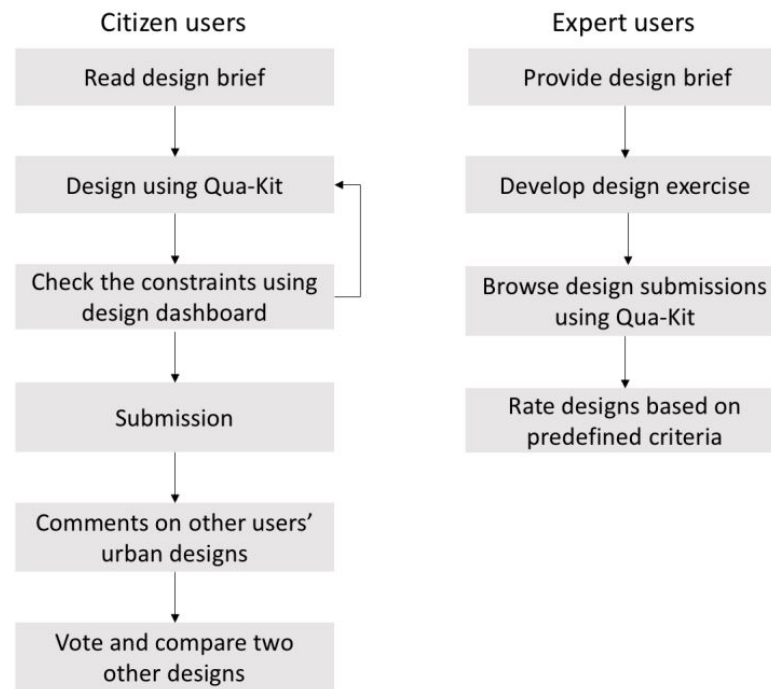 Citizen users
Read design brief
Design using Qua-Kit
Check the constraints using
design dashboard
Submission
Comments on other users’
urban designs
Vote and compare two
other designs
Expert users
Provide design brief
Develop design exercise
Browse design submissions
using Qua-Kit
Rate designs based on
predefined criteria